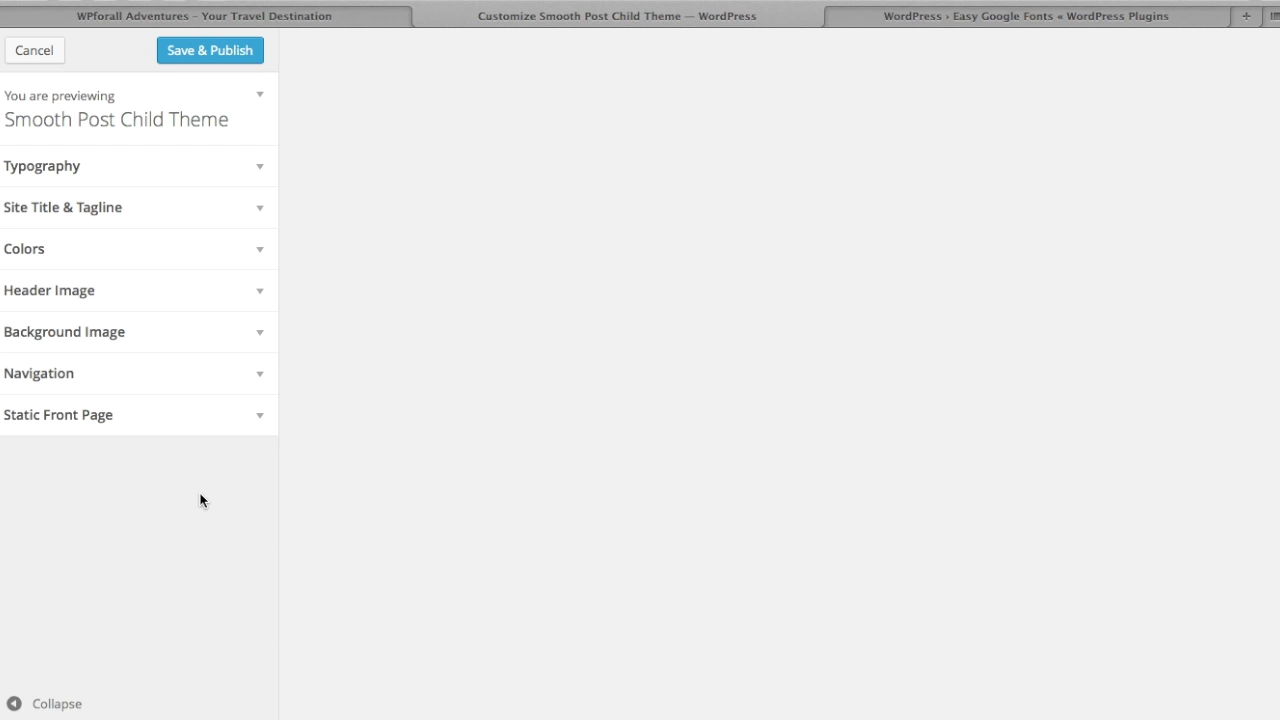 WPforall Adventures – Your Travel Destination
Customize Smooth Post Child Theme — WordPress
WordPress › Easy Google Fonts « WordPress Plugins
+
Cancel
Save & Publish
You are previewing
Smooth Post Child Theme
Typography
Site Title & Tagline
Colors
Header Image
Background Image
Navigation
Static Front Page
Collapse